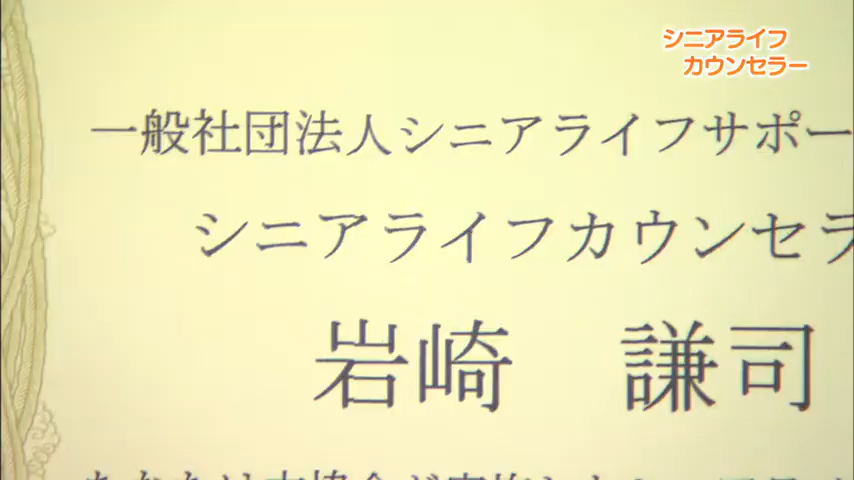 シニアライフ
カウンセラー
一般社団法人シニアライフサポー
シニアライフカウンセラ
岩崎 謙司